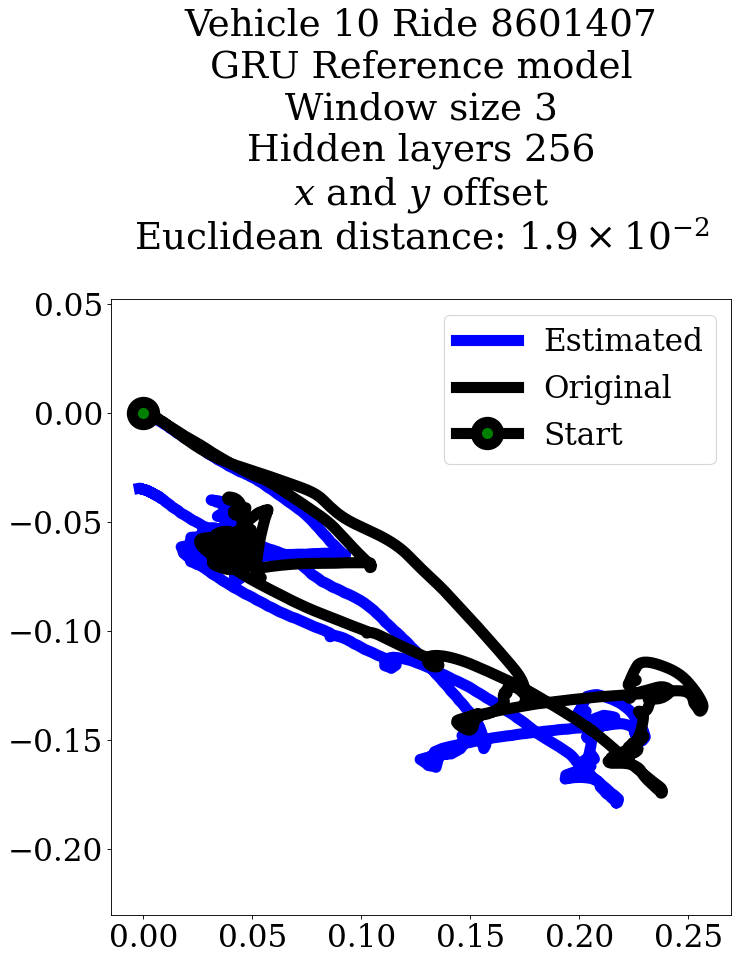 Vehicle 10 Ride 8601407
GRU Reference model
Window size 3
Hidden layers 256
x and y offset
Euclidean distance: 1.9 × 10⁻²
Estimated
Original
Start
0.05
0.00
−0.05
−0.10
−0.15
−0.20
0.00 0.05 0.10 0.15 0.20 0.25